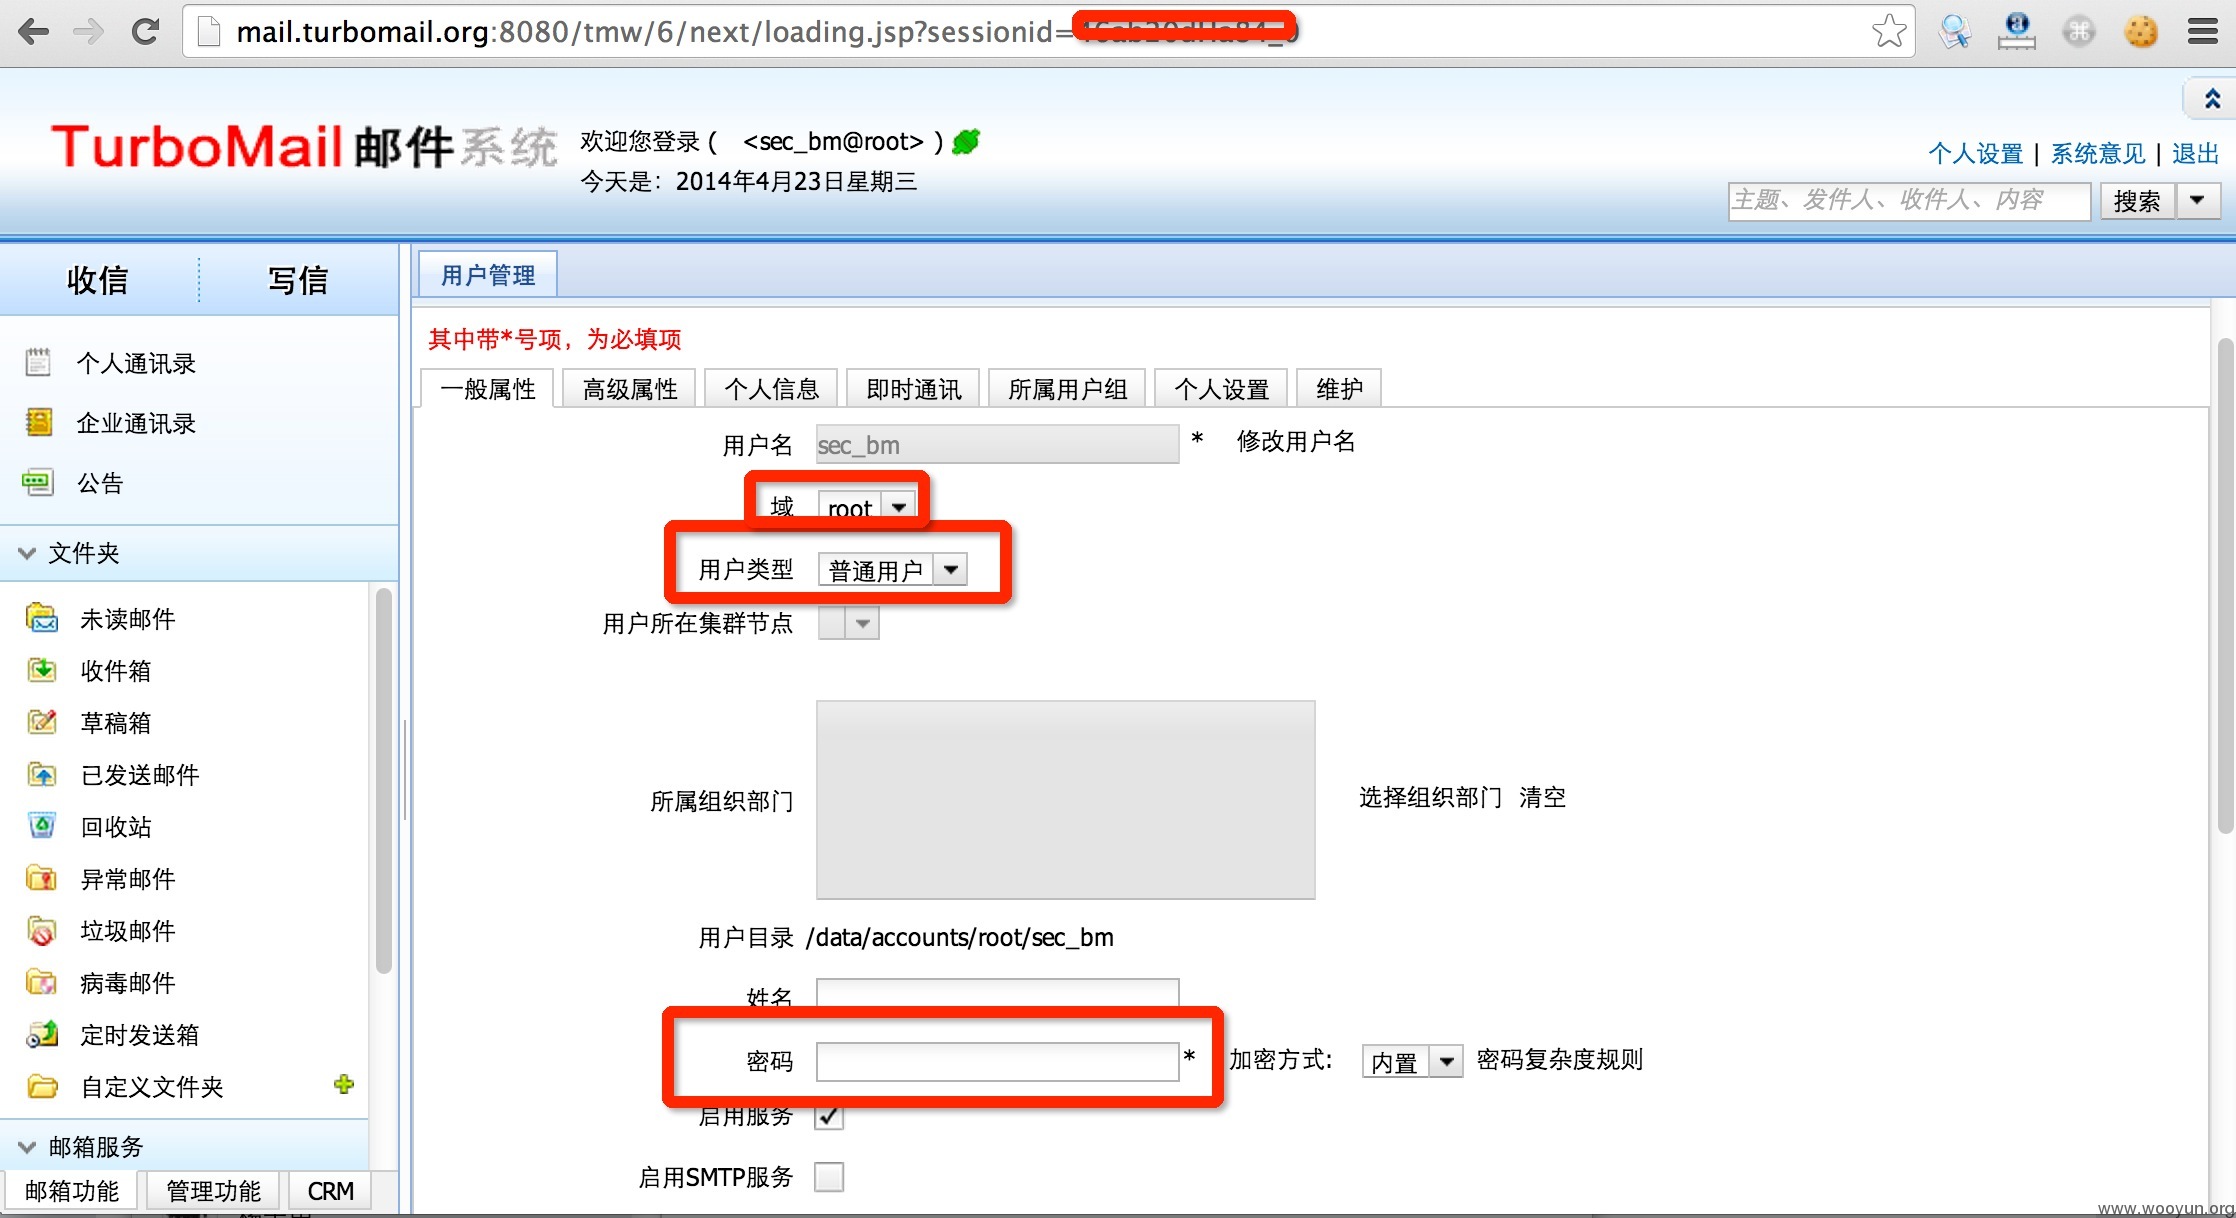 mail.turbomail.org:8080/tmw/6/next/loading.jsp?sessionid=
TurboMail 邮件系统
欢迎您登录 ( <sec_bm@root> )
今天是: 2014年4月23日星期三
个人设置 | 系统意见 | 退出
主题、发件人、收件人、内容 搜索
收信 写信
用户管理
其中带*号项，为必填项
一般属性 高级属性 个人信息 即时通讯 所属用户组 个人设置 维护
个人通讯录
企业通讯录
公告
文件夹
未读邮件
收件箱
草稿箱
已发送邮件
回收站
异常邮件
垃圾邮件
病毒邮件
定时发送箱
自定义文件夹
邮箱服务
邮箱功能 管理功能 CRM
用户名 sec_bm * 修改用户名
域 root
用户类型 普通用户
用户所在集群节点
所属组织部门 选择组织部门 清空
用户目录 /data/accounts/root/sec_bm
姓名
密码 * 加密方式: 内置 密码复杂度规则
启用服务
启用SMTP服务
www.wooyun.org